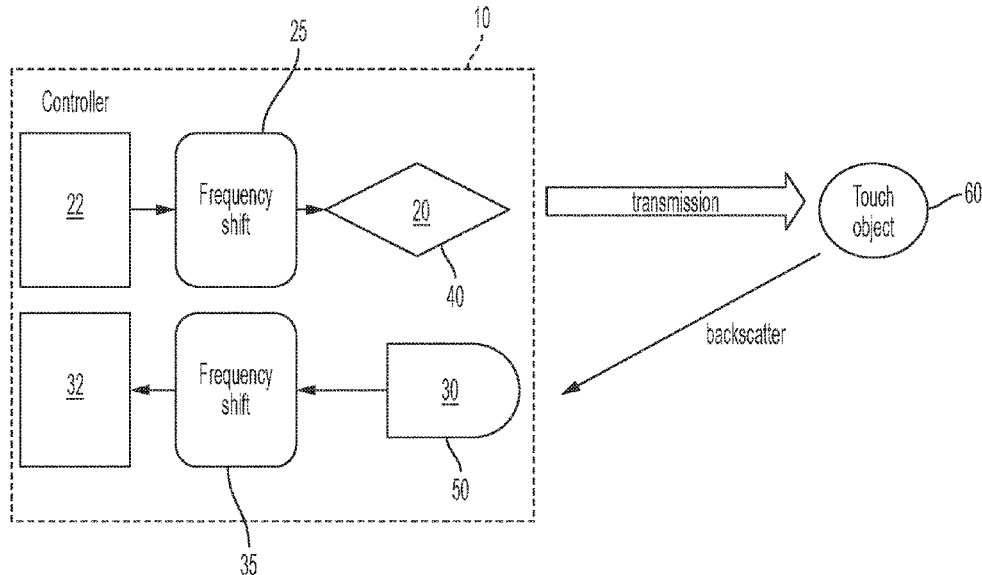 10
25
Controller
22
Frequency
shift
20
40
transmission
Touch
object
60
backscatter
32
Frequency
shift
30
50
35